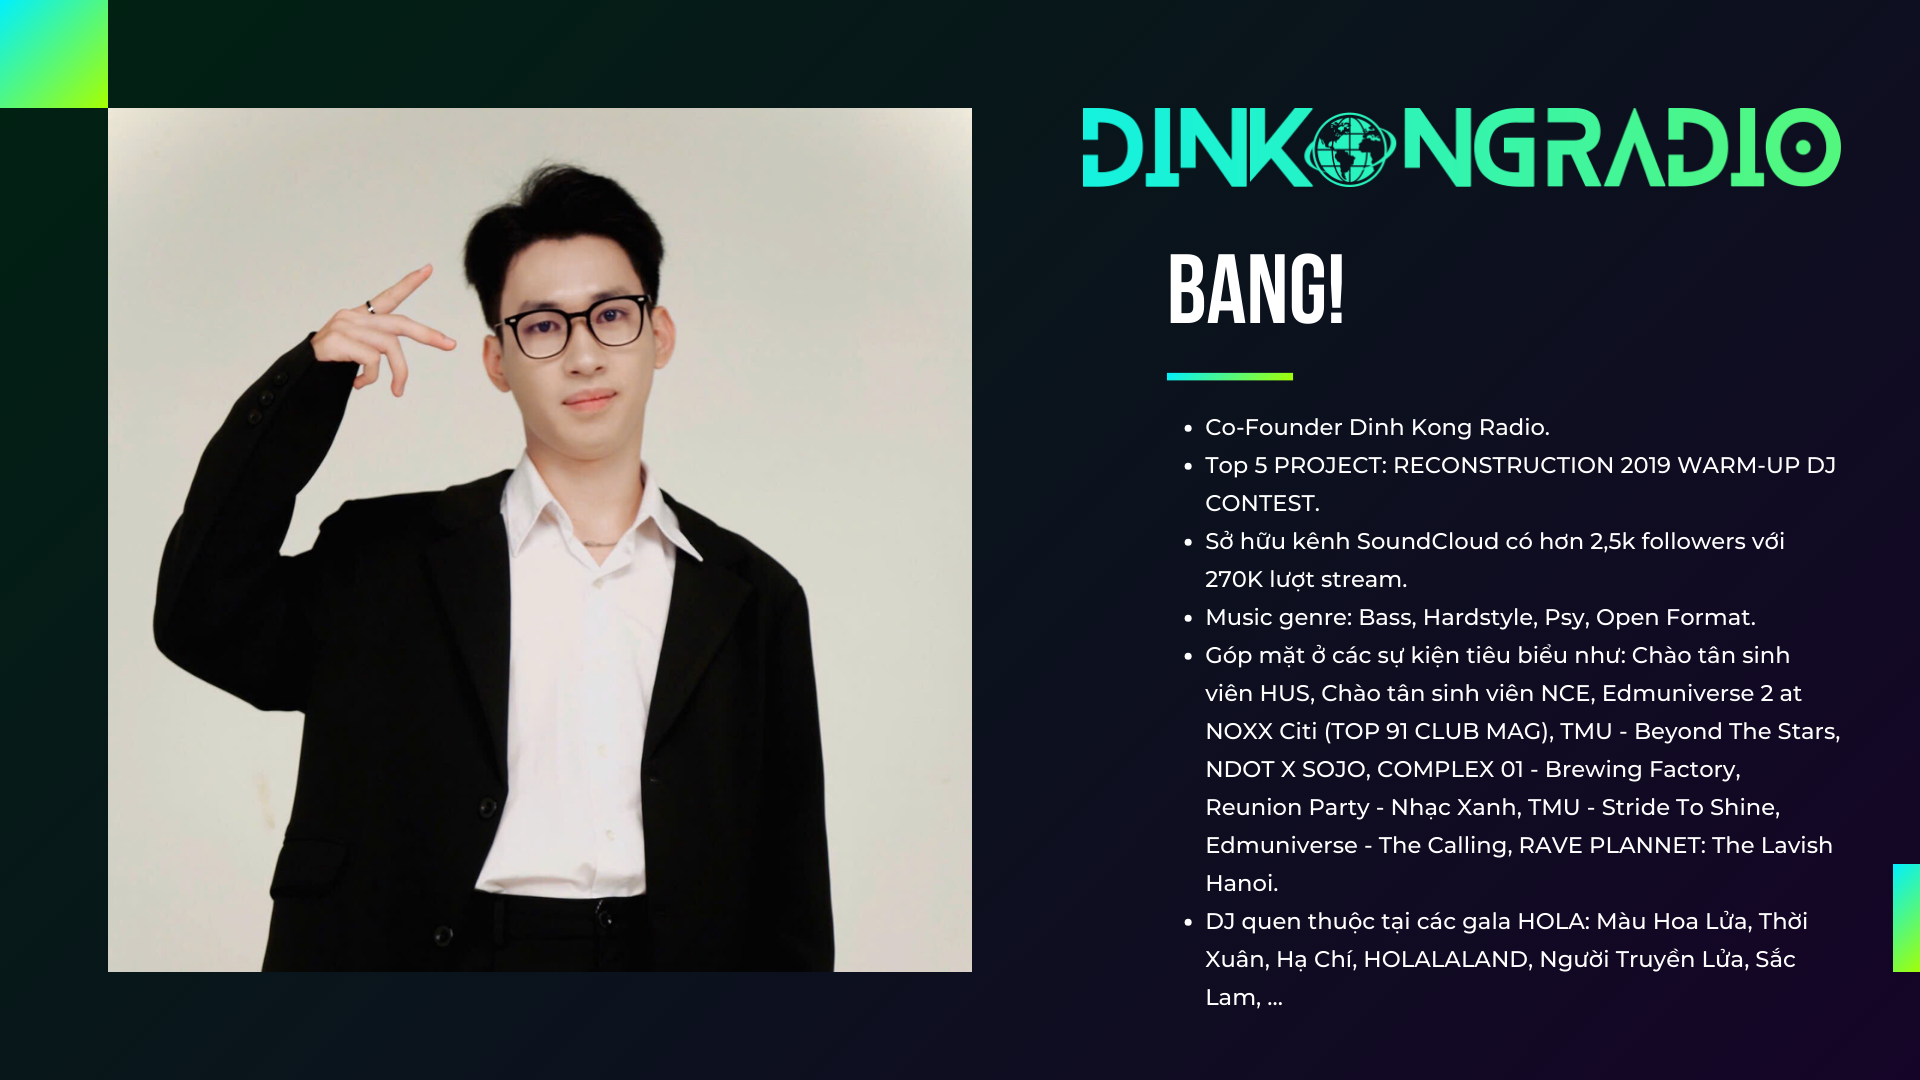 DINKONGRADIO
BANG!
• Co-Founder Dinh Kong Radio.
• Top 5 PROJECT: RECONSTRUCTION 2019 WARM-UP DJ
CONTEST.
• Sở hữu kênh SoundCloud có hơn 2,5k followers với
270K lượt stream.
• Music genre: Bass, Hardstyle, Psy, Open Format.
• Góp mặt ở các sự kiện tiêu biểu như: Chào tân sinh
viên HUS, Chào tân sinh viên NCE, Edmuniverse 2 at
NOXX Citi (TOP 91 CLUB MAG), TMU - Beyond The Stars,
NDOT X SOJO, COMPLEX 01 - Brewing Factory,
Reunion Party - Nhạc Xanh, TMU - Stride To Shine,
Edmuniverse - The Calling, RAVE PLANNET: The Lavish
Hanoi.
• DJ quen thuộc tại các gala HOLA: Màu Hoa Lửa, Thời
Xuân, Hạ Chí, HOLALALAND, Người Truyền Lửa, Sắc
Lam, ...